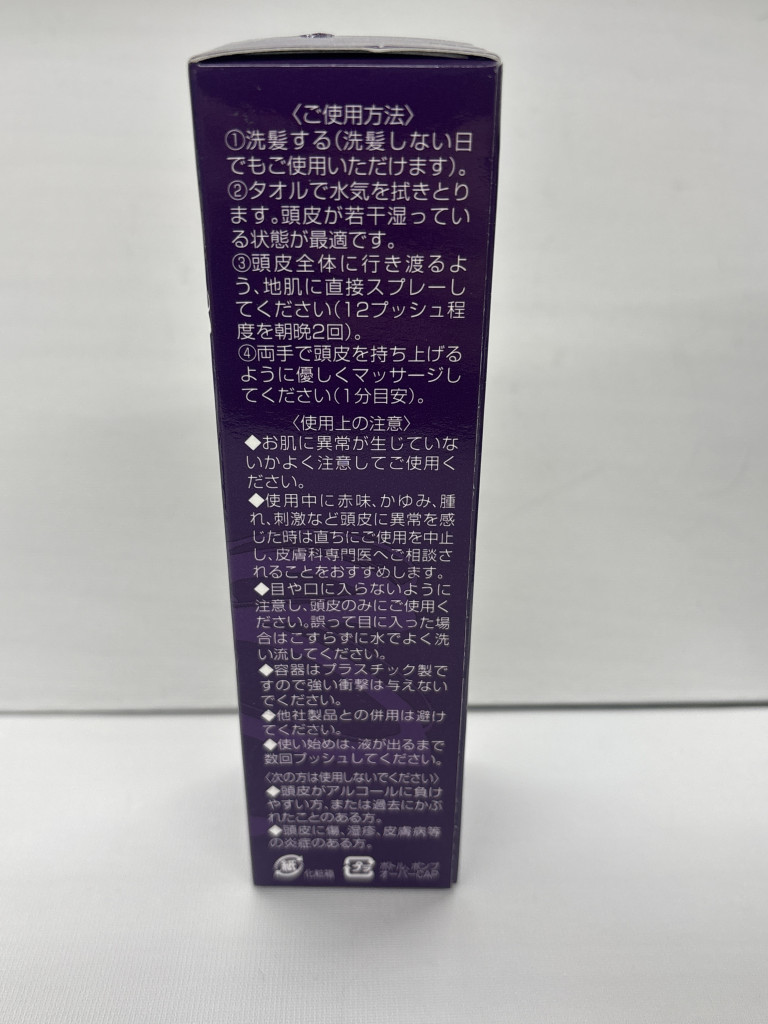 〈ご使用方法〉
①洗髪する(洗髪しない日
でもご使用いただけます)。
②タオルで水気を拭きとり
ます。頭皮が若干湿ってい
る状態が最適です。
③頭皮全体に行き渡るよ
う、地肌に直接スプレーし
てください(12プッシュ程
度を朝晩2回)。
④両手で頭皮を持ち上げる
ように優しくマッサージし
てください(1分目安)。
〈使用上の注意〉
◆お肌に異常が生じていな
いかよく注意してご使用く
ださい。
◆使用中に赤味、かゆみ、腫
れ、刺激など頭皮に異常を感
じた時は直ちにご使用を中止
し、皮膚科専門医へご相談さ
れることをおすすめします。
◆目や口に入らないように
注意し、頭皮のみにご使用く
ださい。誤って目に入った場
合はこすらずに水でよく洗
い流してください。
◆容器はプラスチック製で
すので強い衝撃は与えない
でください。
◆他社製品との併用は避け
てください。
◆使い始めは、液が出るまで
数回プッシュしてください。
〈次の方は使用しないでください〉
◆頭皮がアルコールに負け
やすい方、または過去にかぶ
れたことのある方。
◆頭皮に傷、湿疹、皮膚病等
の炎症のある方。
紙 化粧箱 プラ ボトル、ポンプ
オーバーCAP